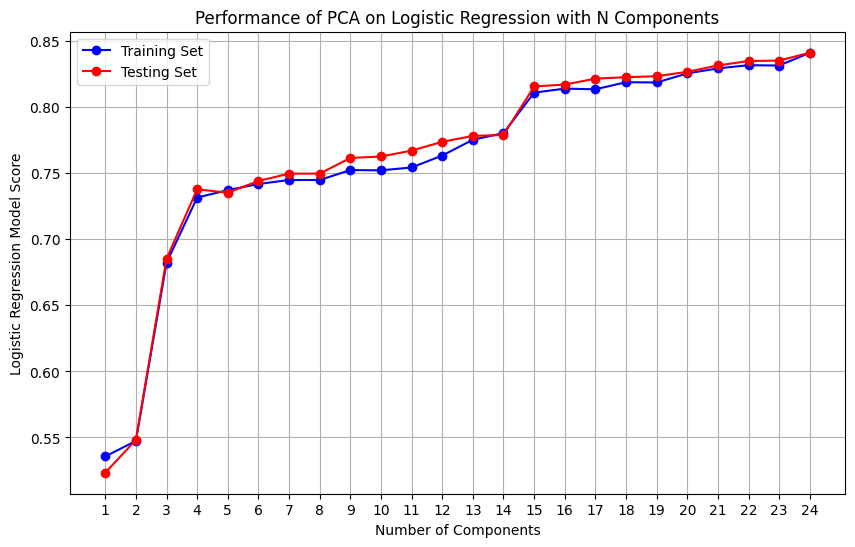 Performance of PCA on Logistic Regression with N Components
Training Set
Testing Set
Logistic Regression Model Score
0.85
0.80
0.75
0.70
0.65
0.60
0.55
1 2 3 4 5 6 7 8 9 10 11 12 13 14 15 16 17 18 19 20 21 22 23 24
Number of Components